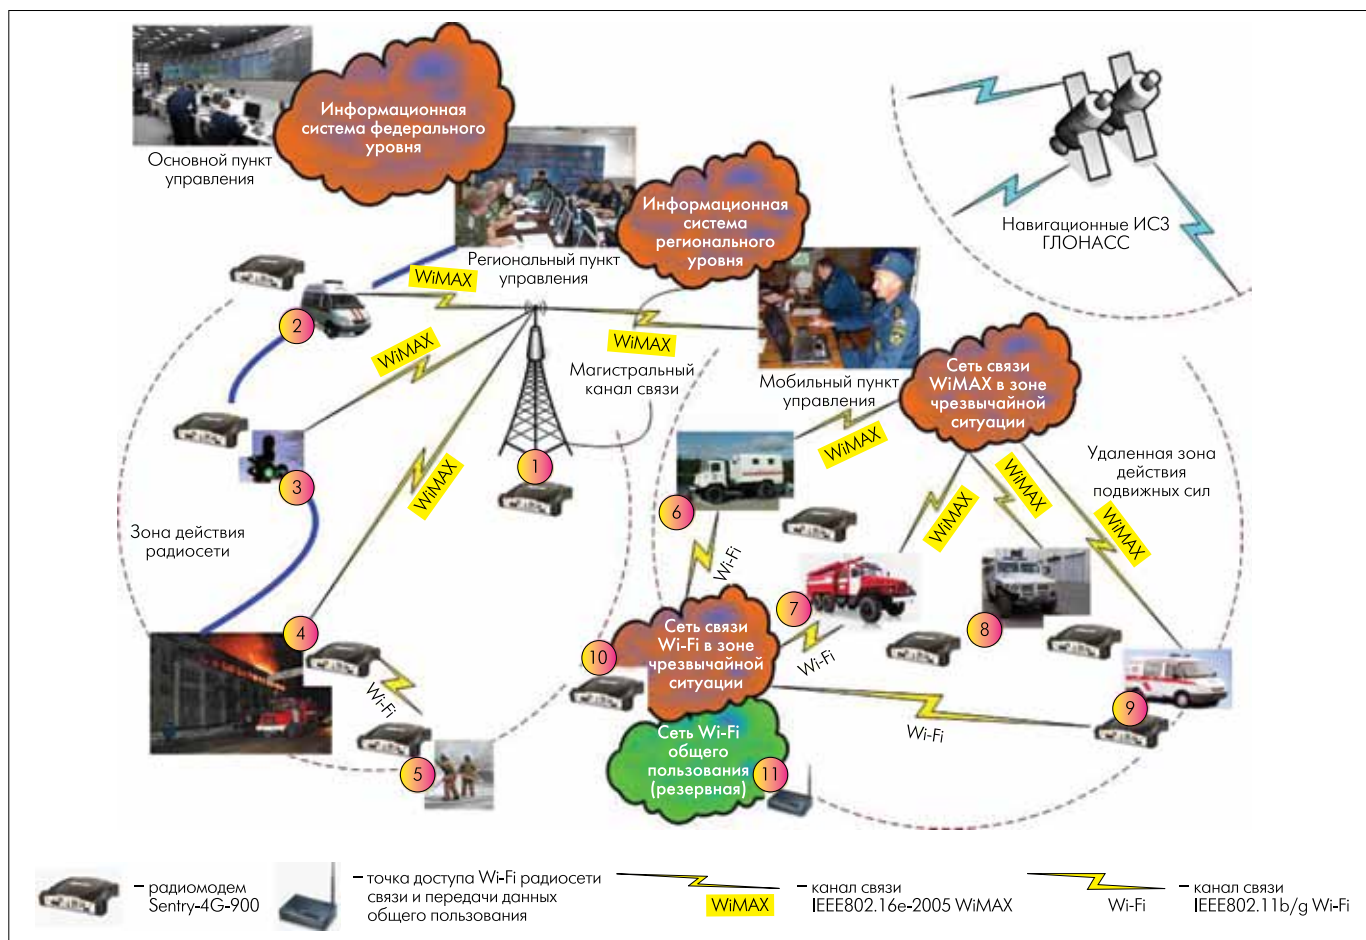 Информационная
система федерального
уровня
Основной пункт
управления
Информационная
система
регионального
уровня
Региональный пункт
управления
Навигационные ИСЗ
ГЛОНАСС
WiMAX
2
WiMAX
WiMAX
Магистральный
канал связи
Мобильный пункт
управления
Сеть связи
WiMAX в зоне
чрезвычайной
ситуации
WiMAX
WiMAX
1
3
Зона действия
радиосети
Удаленная зона
действия
подвижных сил
6
WiMAX
WiMAX
WiMAX
Wi-Fi
7
8
4
Wi-Fi
5
10
Сеть связи
Wi-Fi в зоне
чрезвычайной
ситуации
Wi-Fi
Wi-Fi
9
Сеть Wi-Fi
общего
пользования
(резервная)
11
– радиомодем
Sentry-4G-900
– точка доступа Wi-Fi радиосети
связи и передачи данных
общего пользования
WiMAX
– канал связи
IEEE802.16e-2005 WiMAX
Wi-Fi
– канал связи
IEEE802.11b/g Wi-Fi